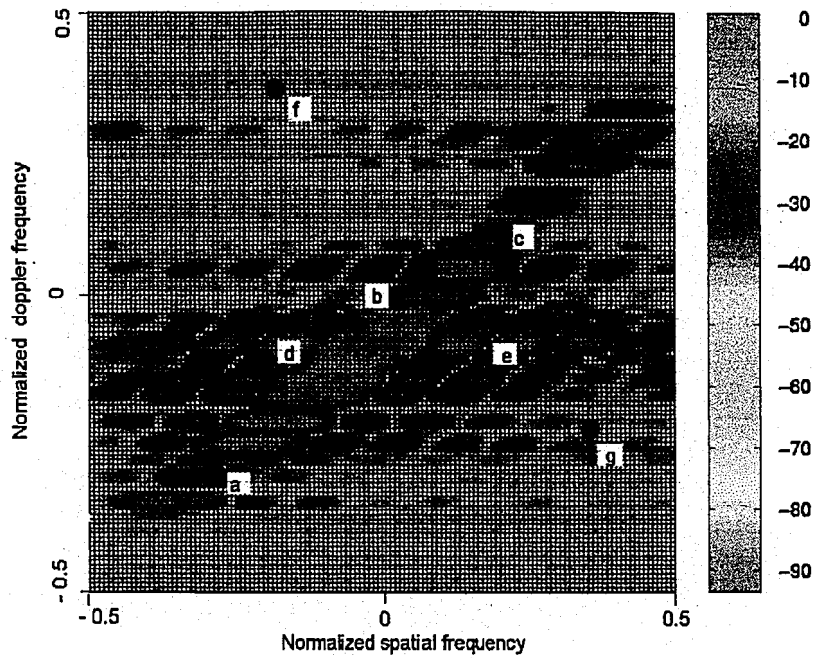 0.5
0
-0.5
Normalized doppler frequency
-0.5
0
0.5
Normalized spatial frequency
f
c
b
d
e
g
a
0
-10
-20
-30
-40
-50
-60
-70
-80
-90